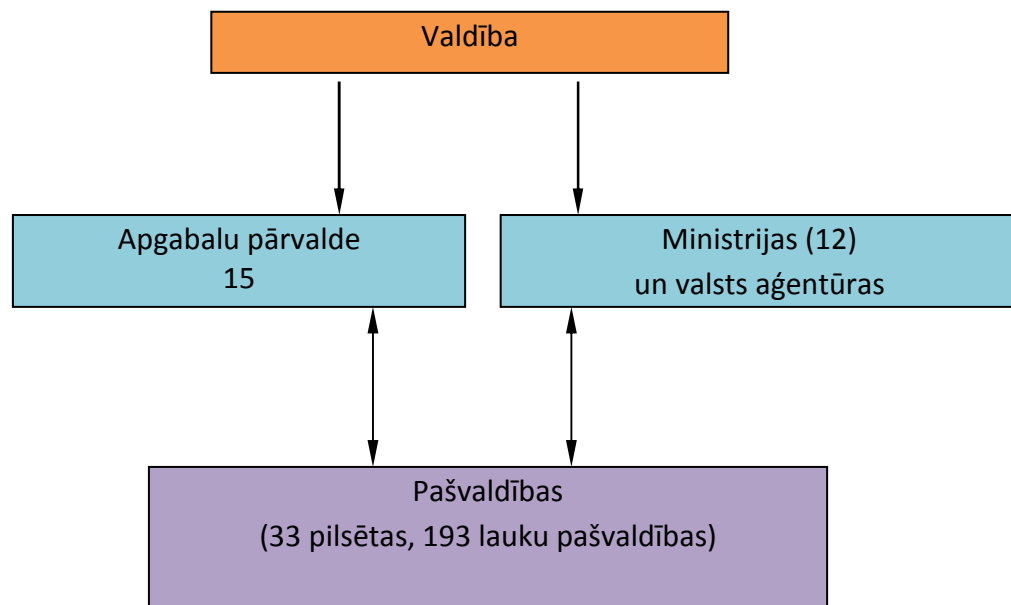 Valdība
Apgabalu pārvalde
15
Ministrijas (12)
un valsts aģentūras
Pašvaldības
(33 pilsētas, 193 lauku pašvaldības)